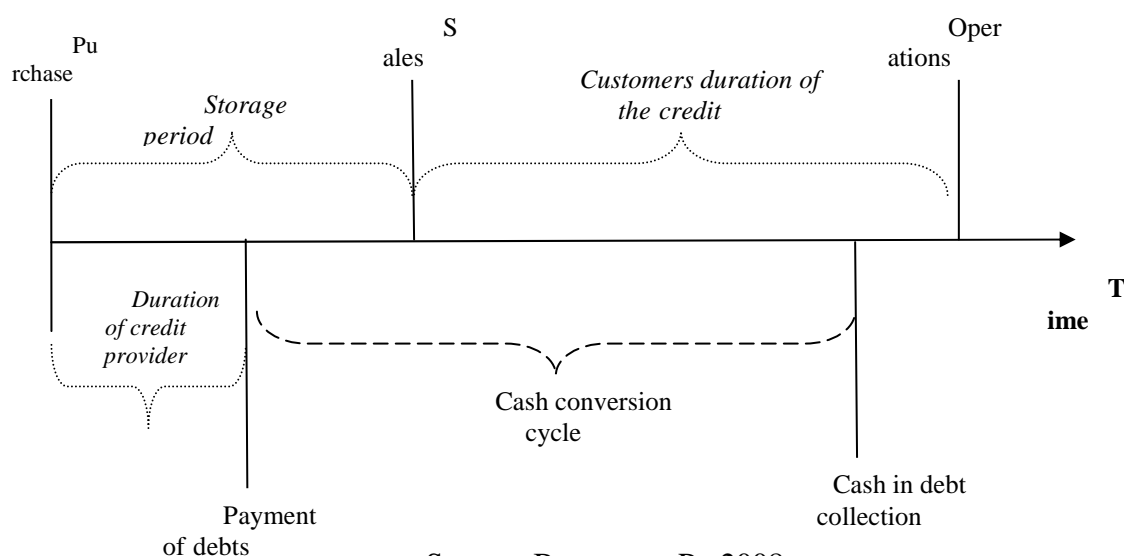 Pu
rchase
S
ales
Oper
ations
Storage
period
Customers duration of
the credit
T
ime
Duration
of credit
provider
Cash conversion
cycle
Cash in debt
collection
Payment
of debts
2008